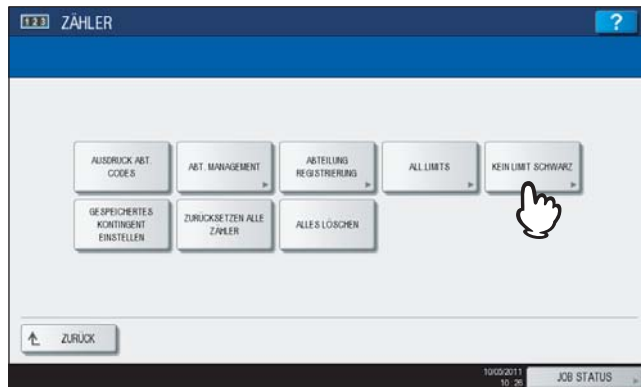 123 ZÄHLER
?
AUSDRUCK ABT.
CODES
ABT. MANAGEMENT
ABTEILUNG
REGISTRIERUNG
ALL LIMITS
KEIN LIMIT SCHWARZ
GESPEICHERTES
KONTINGENT
EINSTELLEN
ZURÜCKSETZEN ALLE
ZÄHLER
ALLES LÖSCHEN
ZURÜCK
10/03/2011
10 26
JOB STATUS